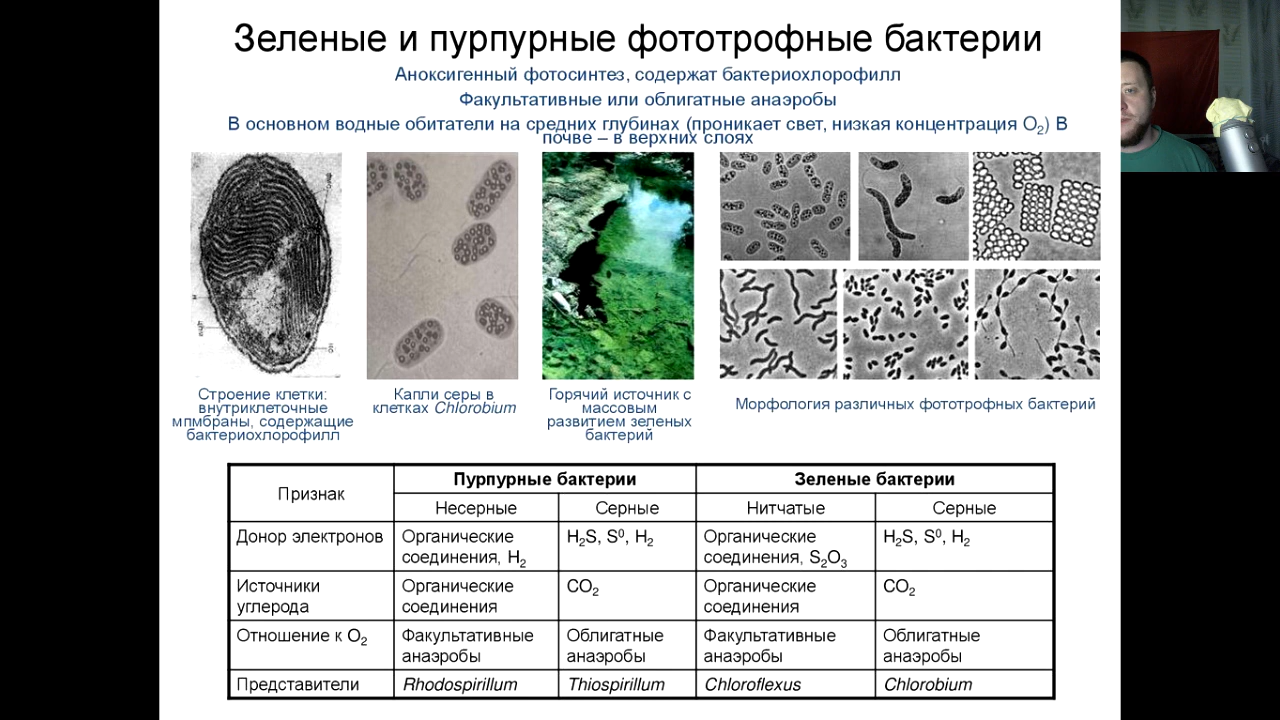 Зеленые и пурпурные фототрофные бактерии
Аноксигенный фотосинтез, содержат бактериохлорофилл
Факультативные или облигатные анаэробы
В основном водные обитатели на средних глубинах (проникает свет, низкая концентрация O₂) В
почве – в верхних слоях
Строение клетки:
внутриклеточные
мпмбраны, содержащие
бактериохлорофилл
Капли серы в
клетках Chlorobium
Горячий источник с
массовым
развитием зеленых
бактерий
Морфология различных фототрофных бактерий
Признак
Пурпурные бактерии
Зеленые бактерии
Несерные
Серные
Нитчатые
Серные
Донор электронов
Органические
соединения, H₂
H₂S, S⁰, H₂
Органические
соединения, S₂O₃
H₂S, S⁰, H₂
Источники
углерода
Органические
соединения
CO₂
Органические
соединения
CO₂
Отношение к O₂
Факультативные
анаэробы
Облигатные
анаэробы
Факультативные
анаэробы
Облигатные
анаэробы
Представители
Rhodospirillum
Thiospirillum
Chloroflexus
Chlorobium